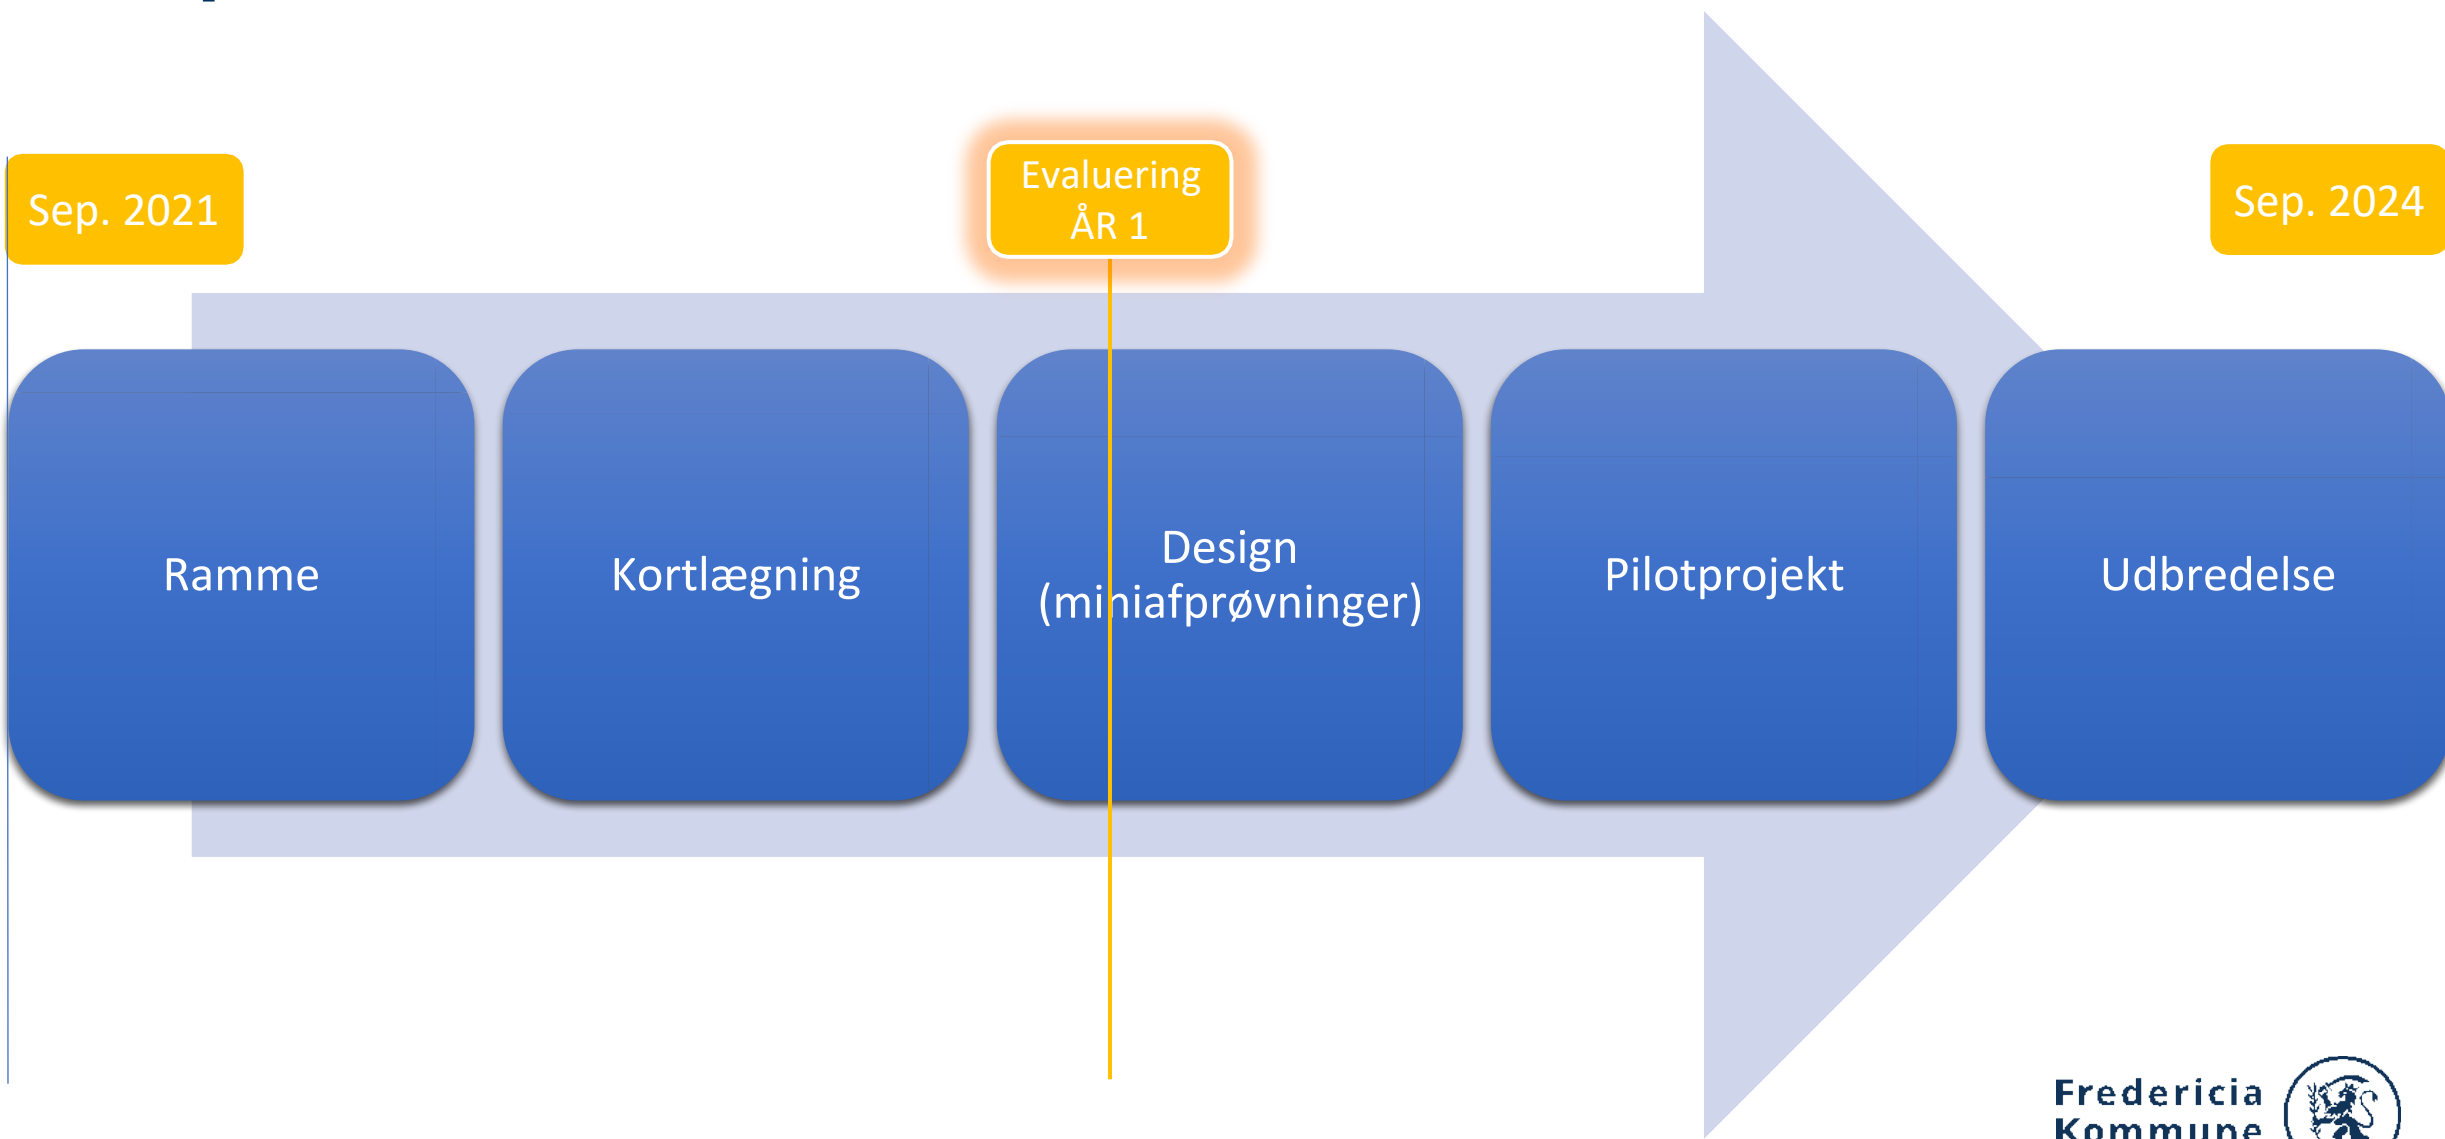 Sep. 2021
Evaluering
ÅR 1
Sep. 2024
Ramme
Kortlægning
Design
(miniafprøvninger)
Pilotprojekt
Udbredelse
Fredericia
Kommune